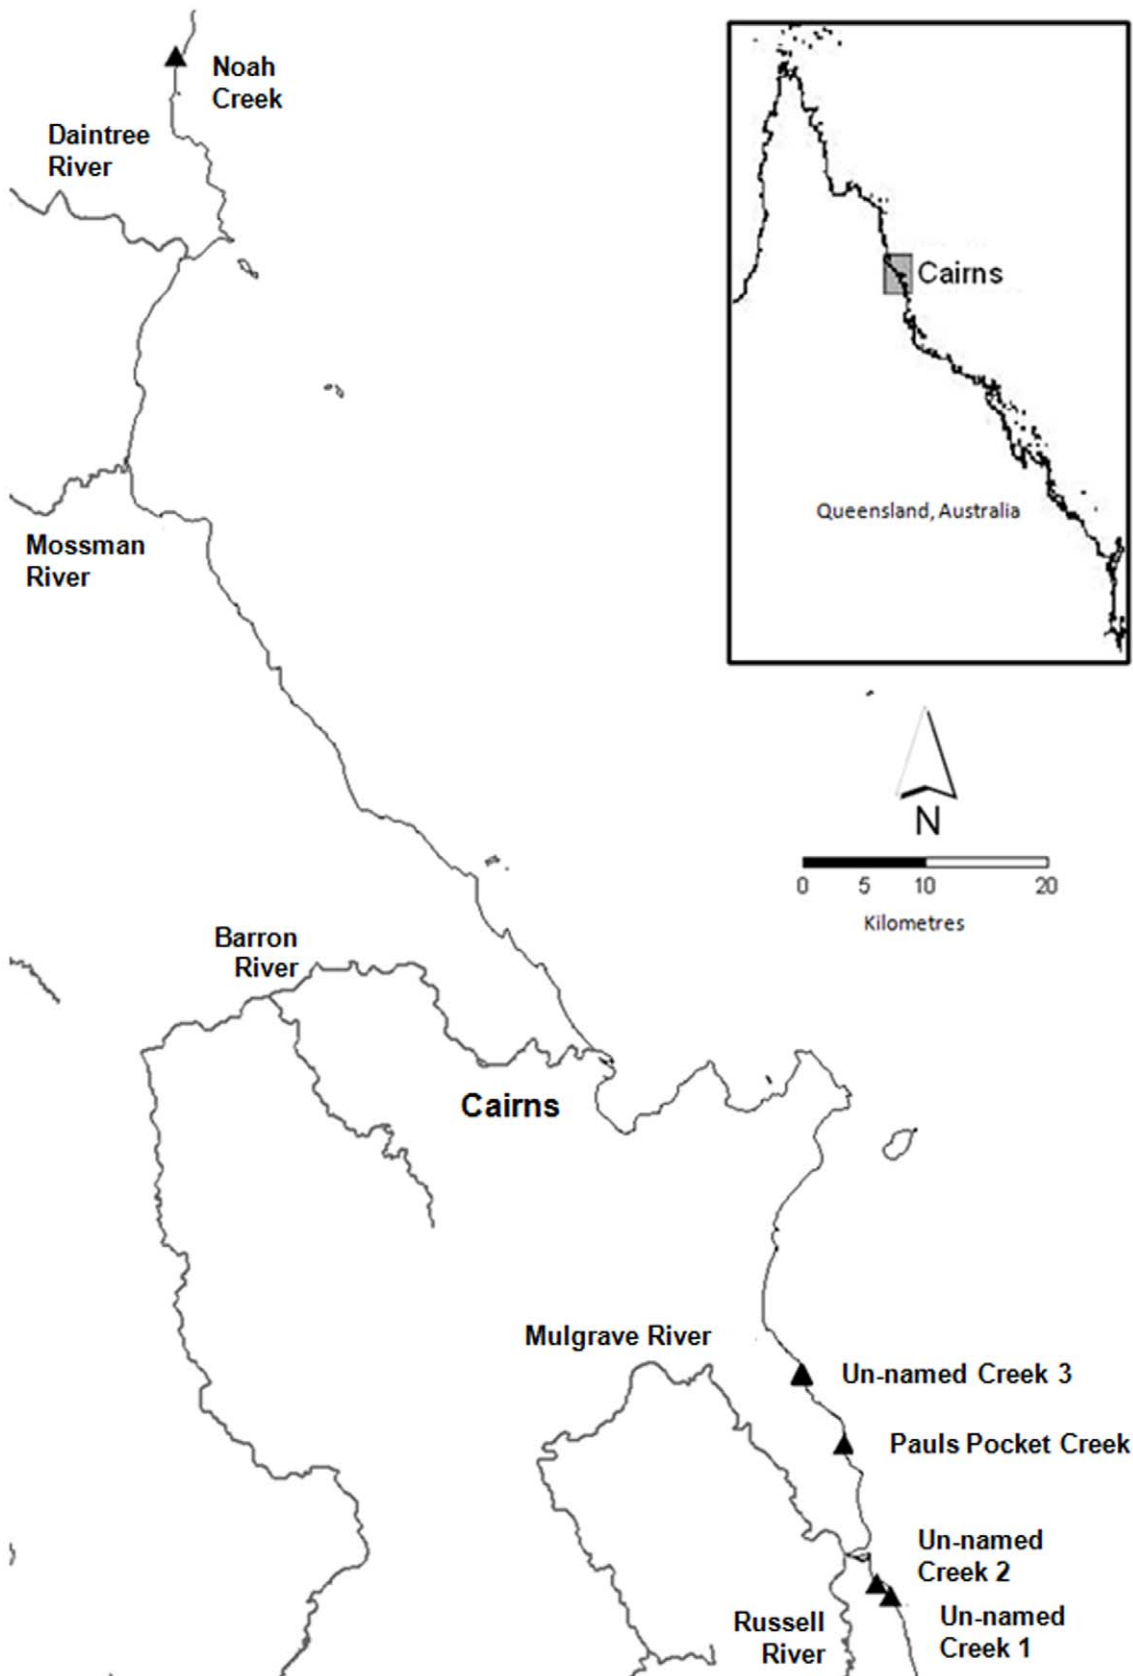 Noah
Creek
Daintree
River
Cairns
Queensland, Australia
Mossman
River
N
0 5 10 20
Kilometres
Barron
River
Cairns
Mulgrave River
Un-named Creek 3
Pauls Pocket Creek
Un-named
Creek 2
Un-named
Creek 1
Russell
River